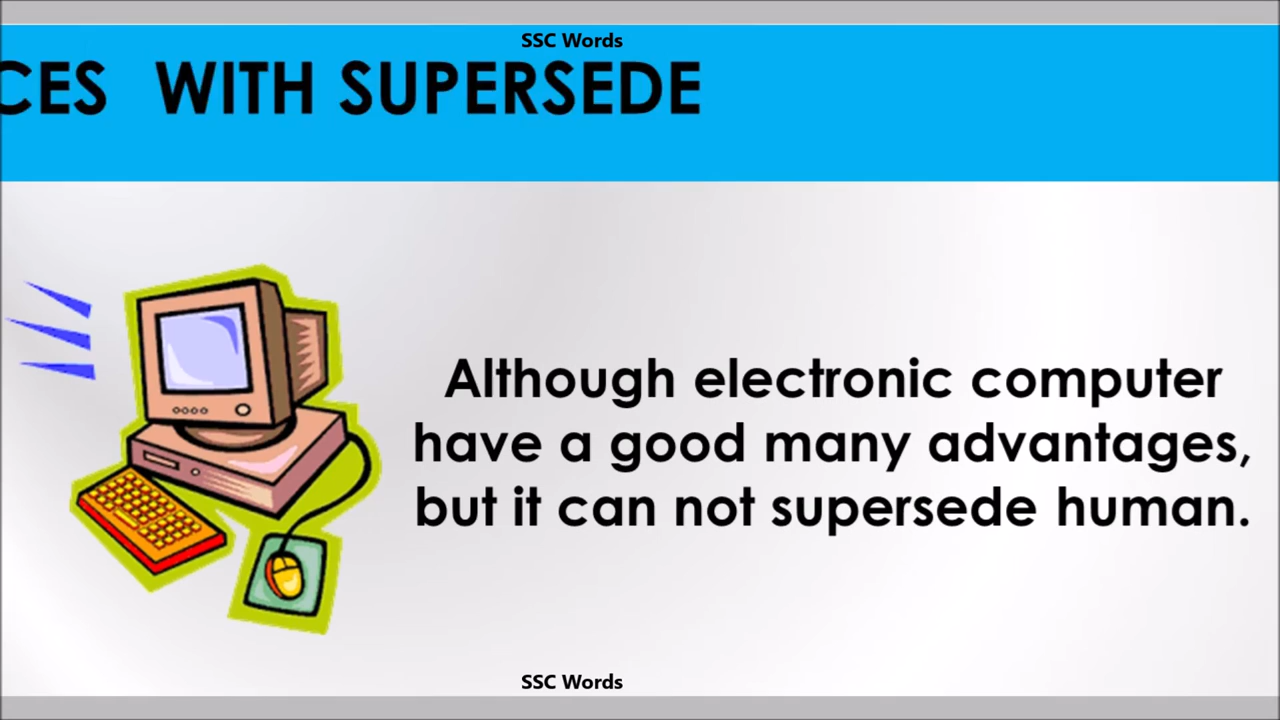 SSC Words
CES WITH SUPERSEDE
Although electronic computer
have a good many advantages,
but it can not supersede human.
SSC Words